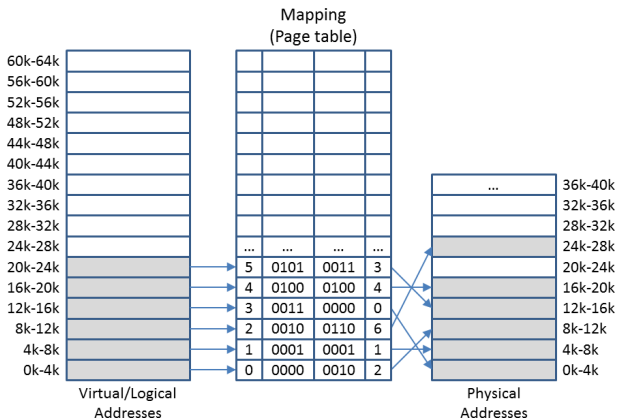 Mapping
(Page table)
60k-64k
56k-60k
52k-56k
48k-52k
44k-48k
40k-44k
36k-40k ... 36k-40k
32k-36k 32k-36k
28k-32k 28k-32k
24k-28k ... ... ... ... 24k-28k
20k-24k 5 0101 0011 3 20k-24k
16k-20k 4 0100 0100 4 16k-20k
12k-16k 3 0011 0000 0 12k-16k
8k-12k 2 0010 0110 6 8k-12k
4k-8k 1 0001 0001 1 4k-8k
0k-4k 0 0000 0010 2 0k-4k
Virtual/Logical Physical
Addresses Addresses